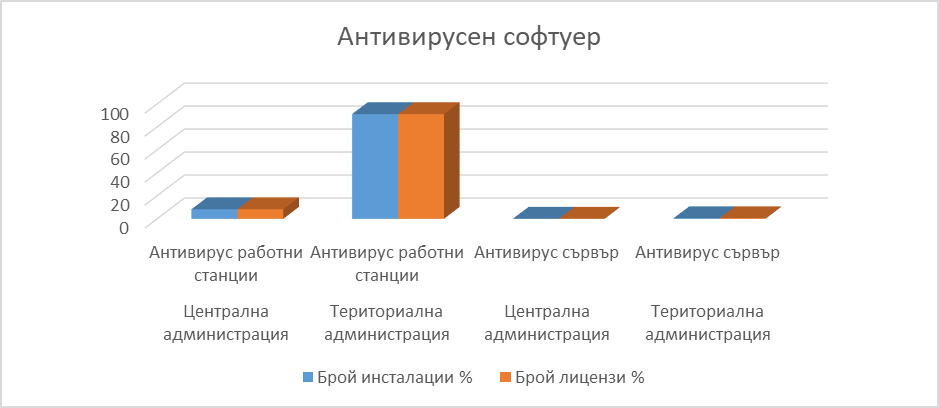 Антивирусен софтуер
100
80
60
40
20
0
Антивирус работни станции
Антивирус работни станции
Антивирус сървър
Антивирус сървър
Централна администрация
Териториална администрация
Централна администрация
Териториална администрация
Брой инсталации %
Брой лицензи %